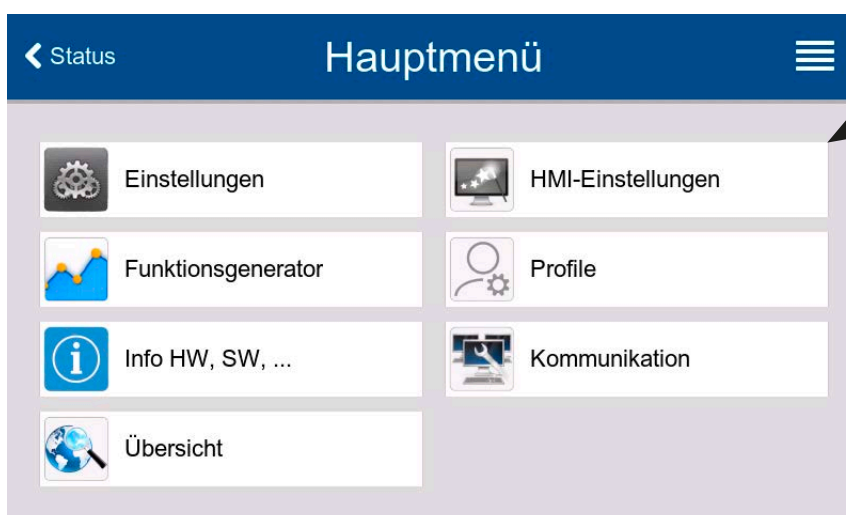 Status
Hauptmenü
Einstellungen
HMI-Einstellungen
Funktionsgenerator
Profile
Info HW, SW, ...
Kommunikation
Übersicht